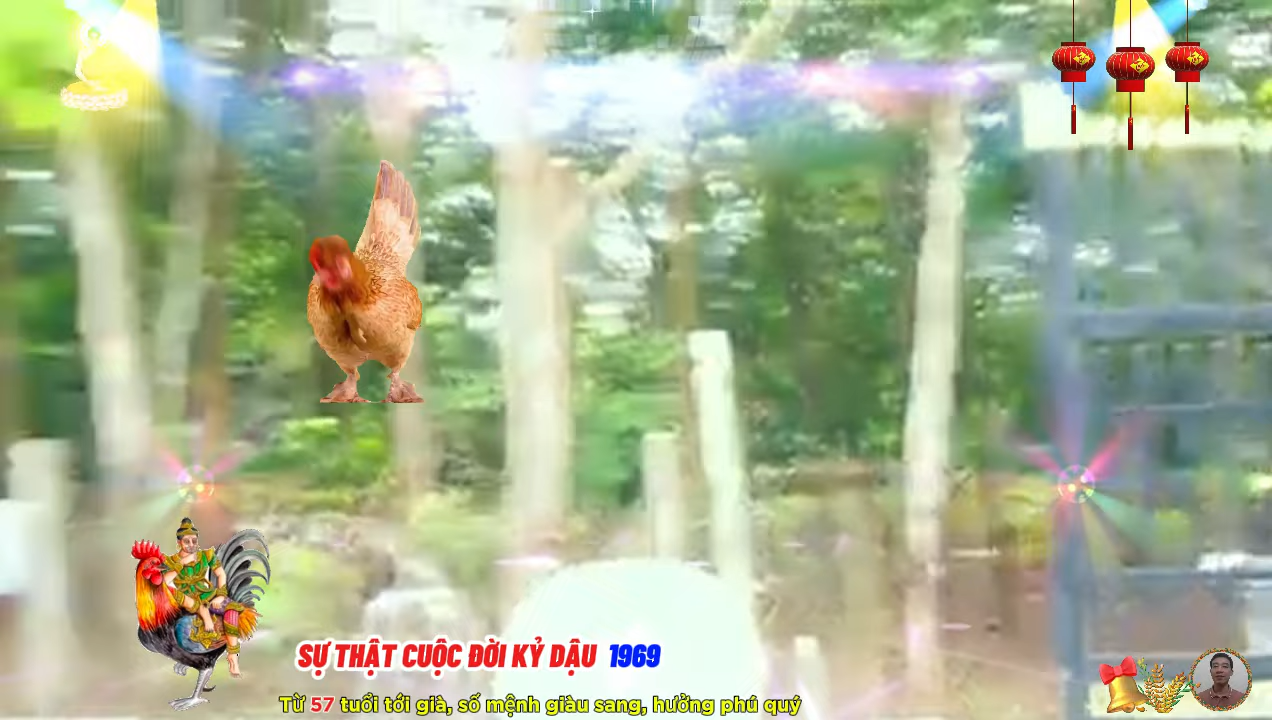 SỰ THẬT CUỘC ĐỜI KỶ DẬU 1969
Từ 57 tuổi tới già, số mệnh giàu sang, hưởng phú quý